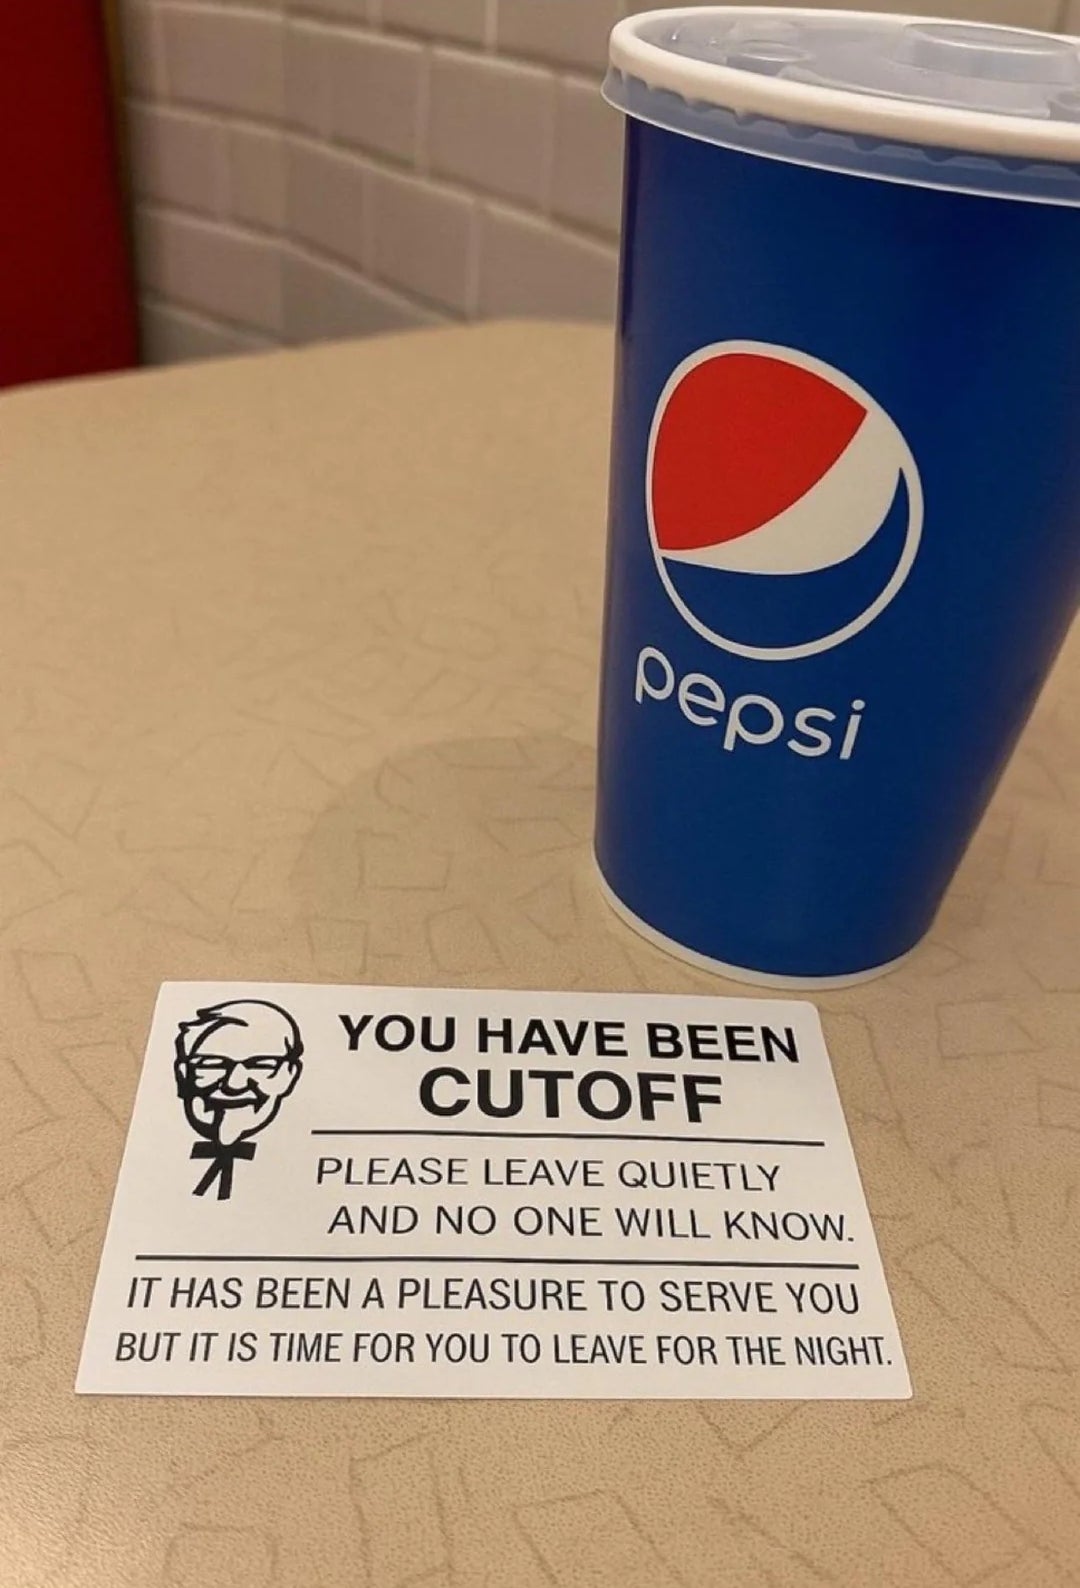 pepsi
YOU HAVE BEEN
CUTOFF
PLEASE LEAVE QUIETLY
AND NO ONE WILL KNOW.
IT HAS BEEN A PLEASURE TO SERVE YOU
BUT IT IS TIME FOR YOU TO LEAVE FOR THE NIGHT.